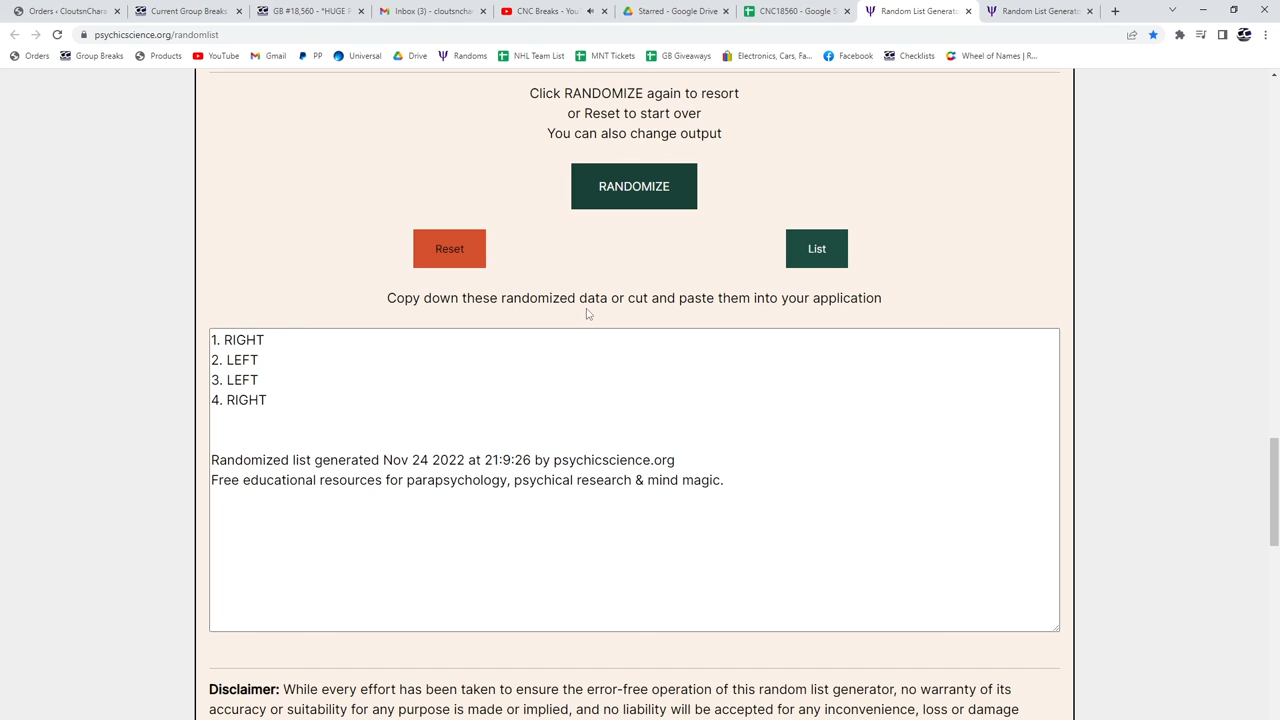 Orders ‹ CloutsnChara
Current Group Breaks
GB #18,560 - *HUGE F
Inbox (3) - cloutsnchar
CNC Breaks - You
Starred - Google Drive
CNC18560 - Google S
Random List Generato
Random List Generato
psychicscience.org/randomlist
Orders
Group Breaks
Products
YouTube
Gmail
PP
Universal
Drive
Randoms
NHL Team List
MNT Tickets
GB Giveaways
Electronics, Cars, Fa...
Facebook
Checklists
Wheel of Names | R...
Click RANDOMIZE again to resort
or Reset to start over
You can also change output
RANDOMIZE
Reset
List
Copy down these randomized data or cut and paste them into your application
1. RIGHT
2. LEFT
3. LEFT
4. RIGHT
Randomized list generated Nov 24 2022 at 21:9:26 by psychicscience.org
Free educational resources for parapsychology, psychical research & mind magic.
Disclaimer: While every effort has been taken to ensure the error-free operation of this random list generator, no warranty of its
accuracy or suitability for any purpose is made or implied, and no liability will be accepted for any inconvenience, loss or damage